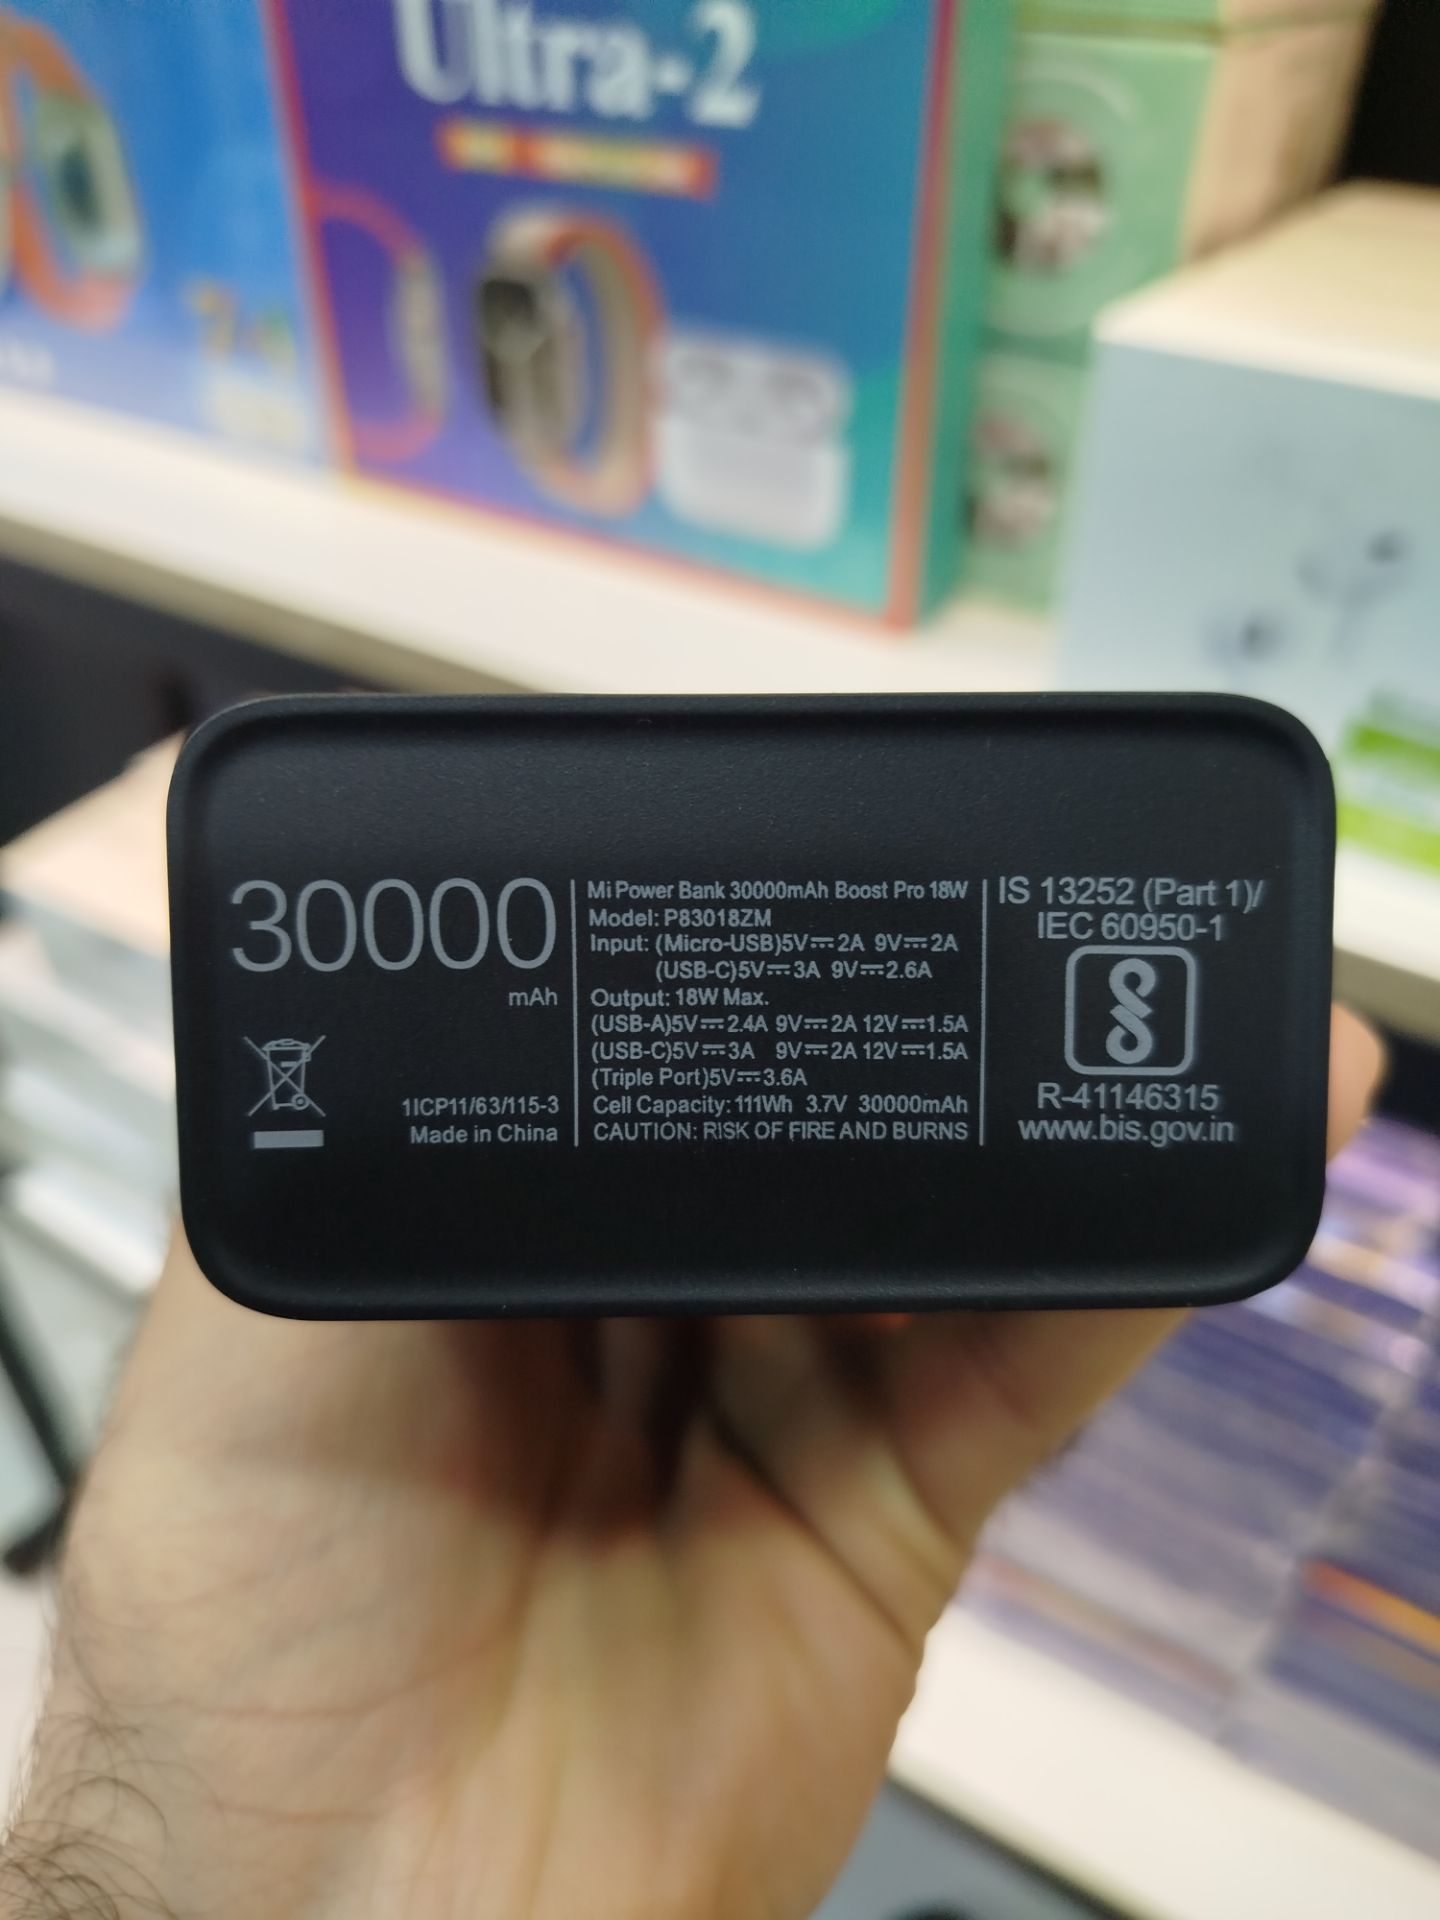 Ultra-2
30000
mAh
1ICP11/63/115-3
Made in China
Mi Power Bank 30000mAh Boost Pro 18W
Model: P83018ZM
Input: (Micro-USB)5V⎓2A 9V⎓2A
(USB-C)5V⎓3A 9V⎓2.6A
Output: 18W Max.
(USB-A)5V⎓2.4A 9V⎓2A 12V⎓1.5A
(USB-C)5V⎓3A 9V⎓2A 12V⎓1.5A
(Triple Port)5V⎓3.6A
Cell Capacity: 111Wh 3.7V 30000mAh
CAUTION: RISK OF FIRE AND BURNS
IS 13252 (Part 1)/
IEC 60950-1
R-41146315
www.bis.gov.in